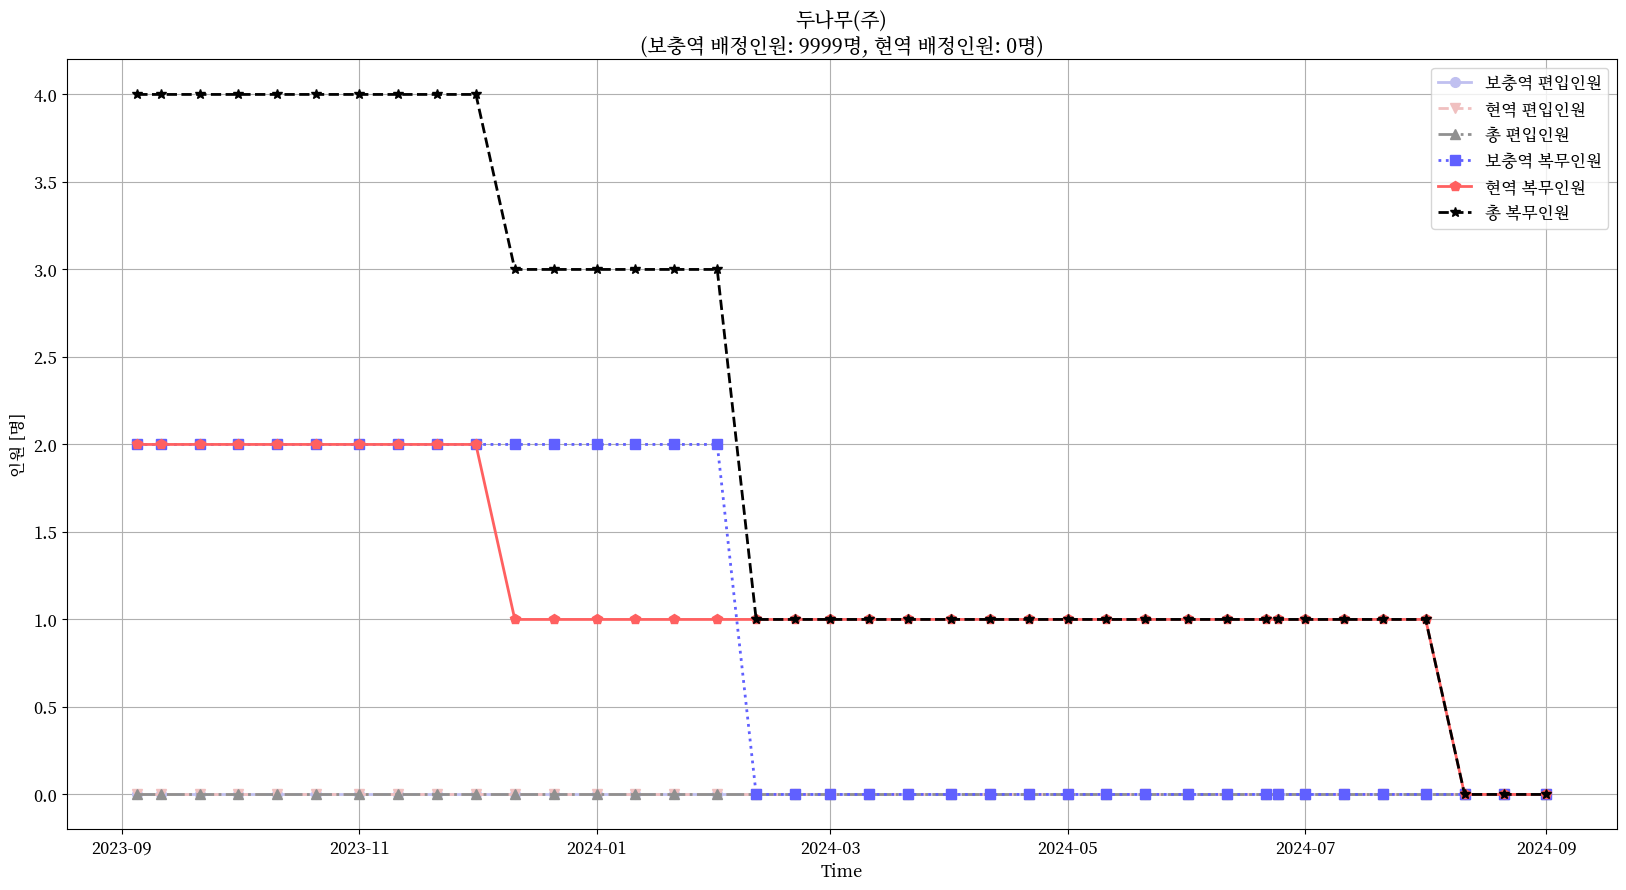 두나무(주)
(보충역 배정인원: 9999명, 현역 배정인원: 0명)
보충역 편입인원
현역 편입인원
총 편입인원
보충역 복무인원
현역 복무인원
총 복무인원
인원 [명]
4.0
3.5
3.0
2.5
2.0
1.5
1.0
0.5
0.0
2023-09 2023-11 2024-01 2024-03 2024-05 2024-07 2024-09
Time